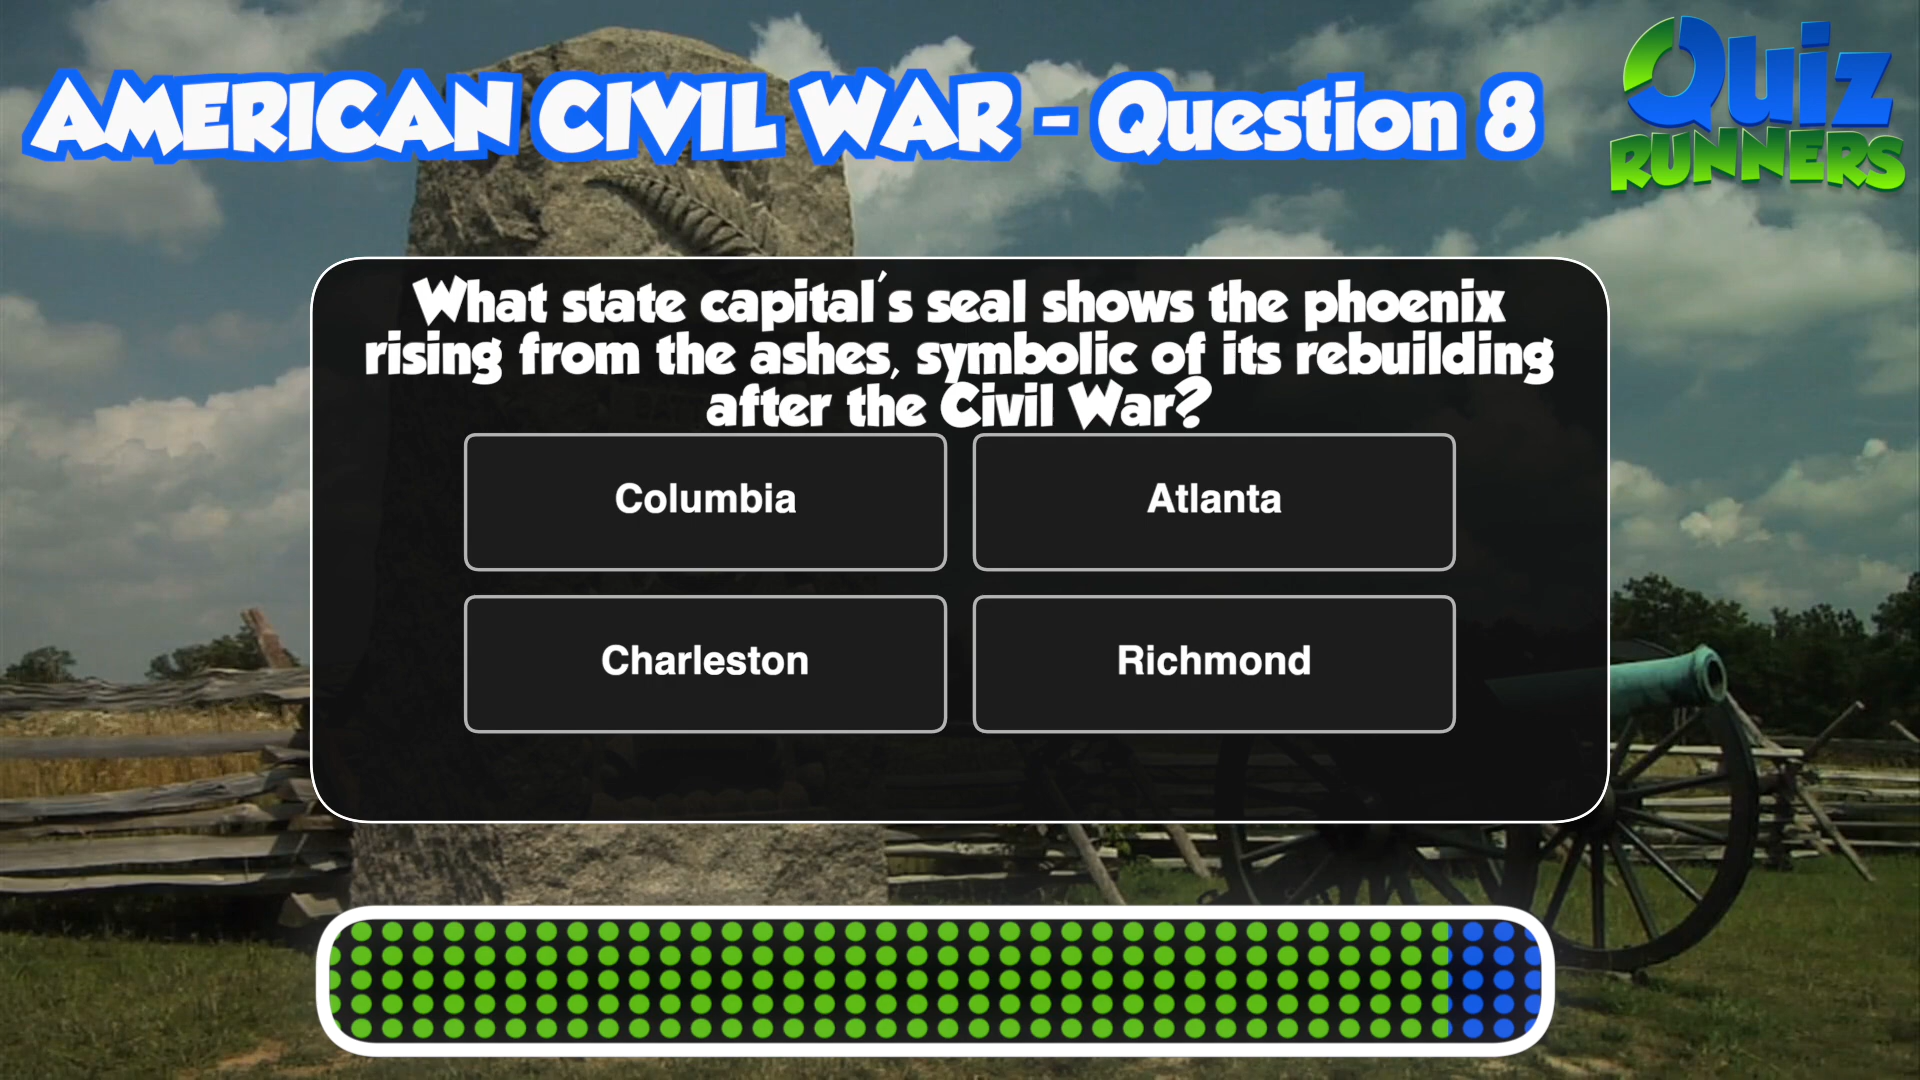 AMERICAN CIVIL WAR - Question 8
Quiz
RUNNERS
What state capital's seal shows the phoenix
rising from the ashes, symbolic of its rebuilding
after the Civil War?
Columbia
Atlanta
Charleston
Richmond